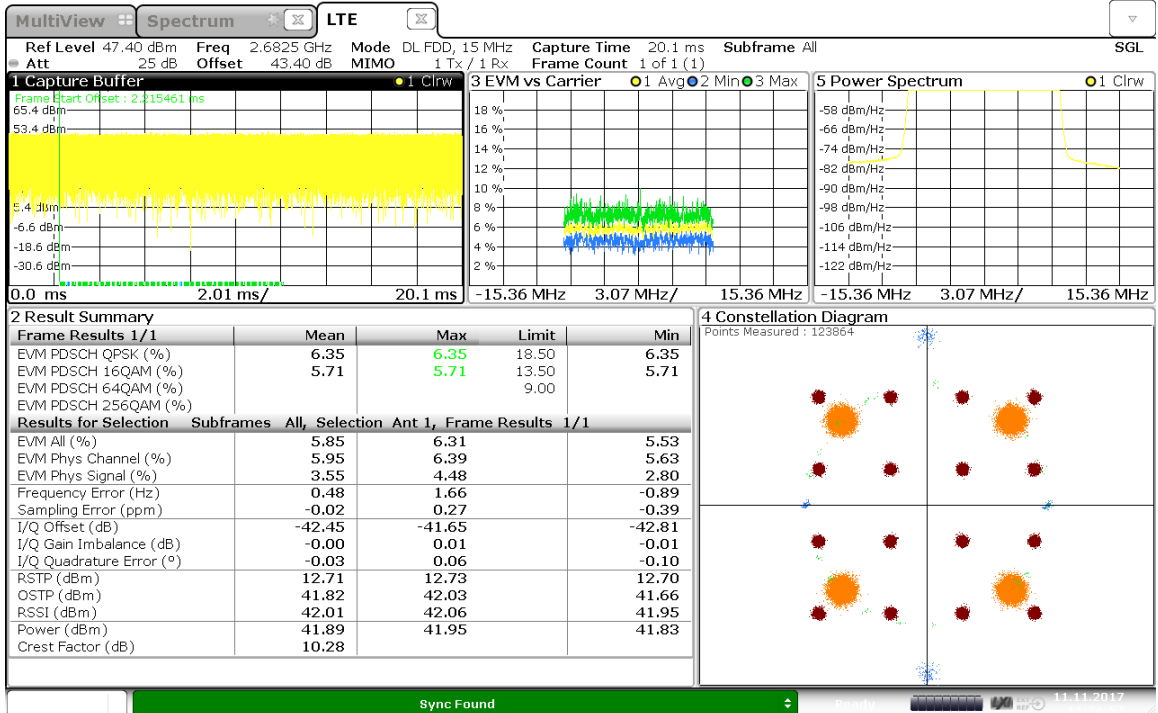 MultiView Spectrum LTE
Ref Level 47.40 dBm Freq 2.6825 GHz Mode DL FDD, 15 MHz Capture Time 20.1 ms Subframe All SGL
Att 25 dB Offset 43.40 dB MIMO 1 Tx / 1 Rx Frame Count 1 of 1 (1)
1 Capture Buffer 1 Clrw
Frame Start Offset : 2.215461 ms
65.4 dBm
53.4 dBm
5.4 dBm
-6.6 dBm
-18.6 dBm
-30.6 dBm
0.0 ms 2.01 ms/ 20.1 ms
3 EVM vs Carrier 1 Avg 2 Min 3 Max
18 %
16 %
14 %
12 %
10 %
8 %
6 %
4 %
2 %
-15.36 MHz 3.07 MHz/ 15.36 MHz
5 Power Spectrum 1 Clrw
-58 dBm/Hz
-66 dBm/Hz
-74 dBm/Hz
-82 dBm/Hz
-90 dBm/Hz
-98 dBm/Hz
-106 dBm/Hz
-114 dBm/Hz
-122 dBm/Hz
-15.36 MHz 3.07 MHz/ 15.36 MHz
2 Result Summary
Frame Results 1/1 Mean Max Limit Min
EVM PDSCH QPSK (%) 6.35 6.35 18.50 6.35
EVM PDSCH 16QAM (%) 5.71 5.71 13.50 5.71
EVM PDSCH 64QAM (%) 9.00
EVM PDSCH 256QAM (%)
Results for Selection Subframes All, Selection Ant 1, Frame Results 1/1
EVM All (%) 5.85 6.31 5.53
EVM Phys Channel (%) 5.95 6.39 5.63
EVM Phys Signal (%) 3.55 4.48 2.80
Frequency Error (Hz) 0.48 1.66 -0.89
Sampling Error (ppm) -0.02 0.27 -0.39
I/Q Offset (dB) -42.45 -41.65 -42.81
I/Q Gain Imbalance (dB) -0.00 0.01 -0.01
I/Q Quadrature Error (º) -0.03 0.06 -0.10
RSTP (dBm) 12.71 12.73 12.70
OSTP (dBm) 41.82 42.03 41.66
RSSI (dBm) 42.01 42.06 41.95
Power (dBm) 41.89 41.95 41.83
Crest Factor (dB) 10.28
4 Constellation Diagram
Points Measured : 123864
Sync Found Ready LXI EXT REF 11.11.2017